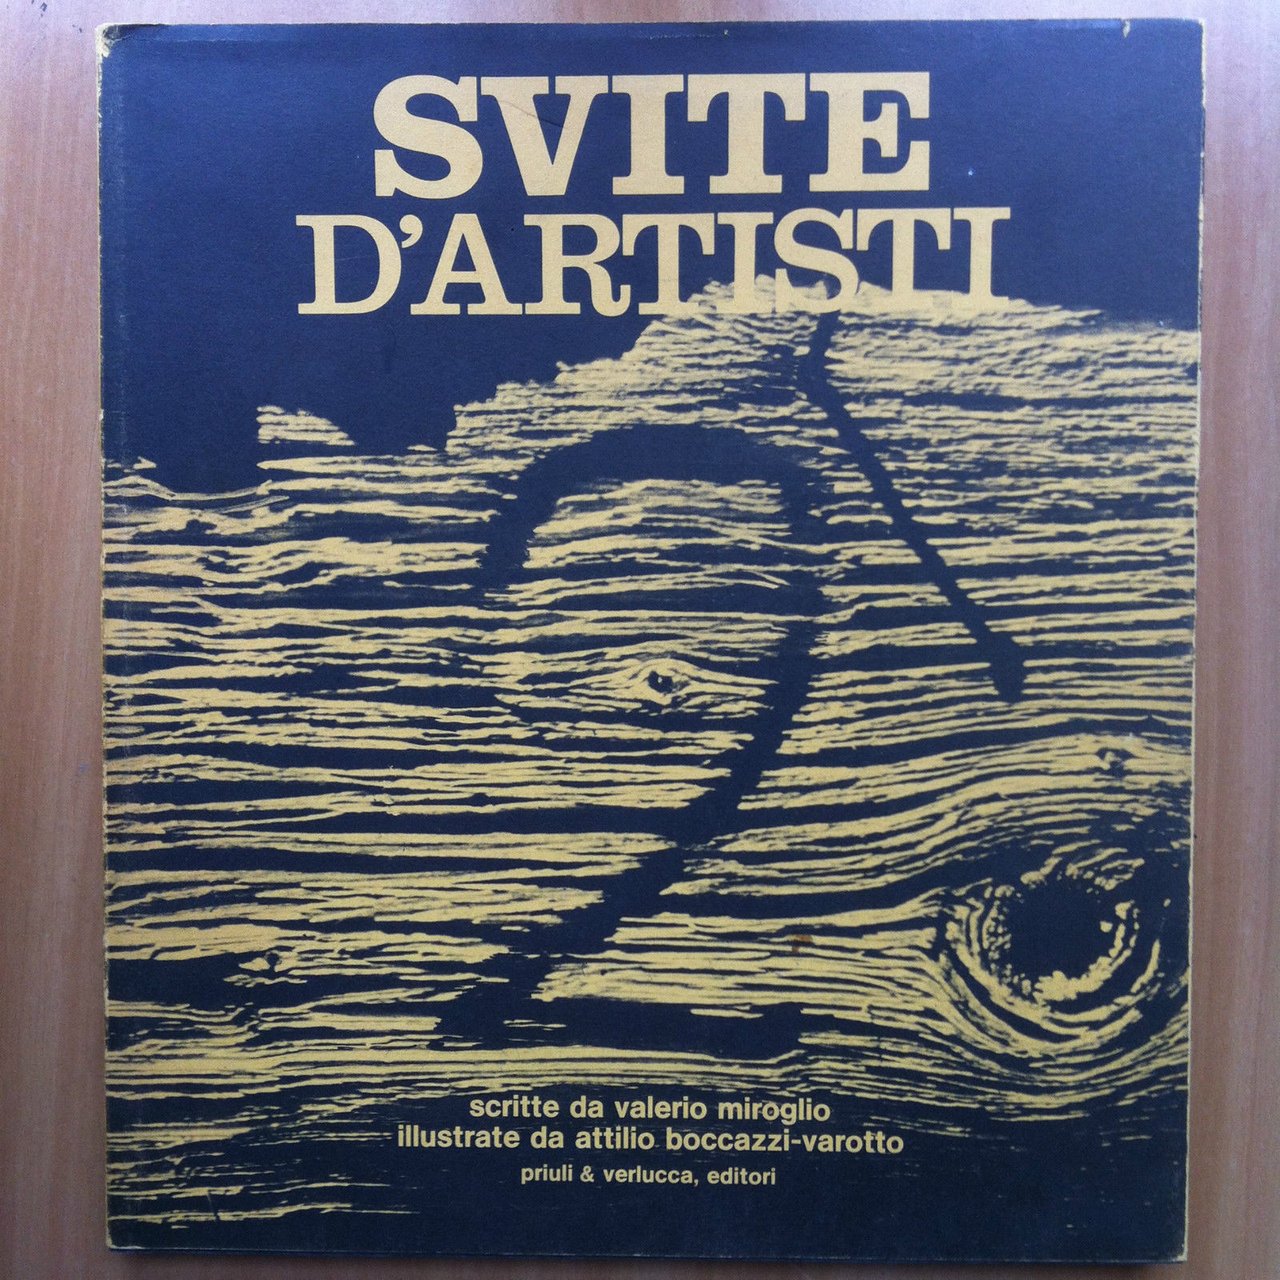 SVITE
D'ARTISTI
scritte da valerio miroglio
illustrate da attilio boccazzi-varotto
priuli & verlucca, editori